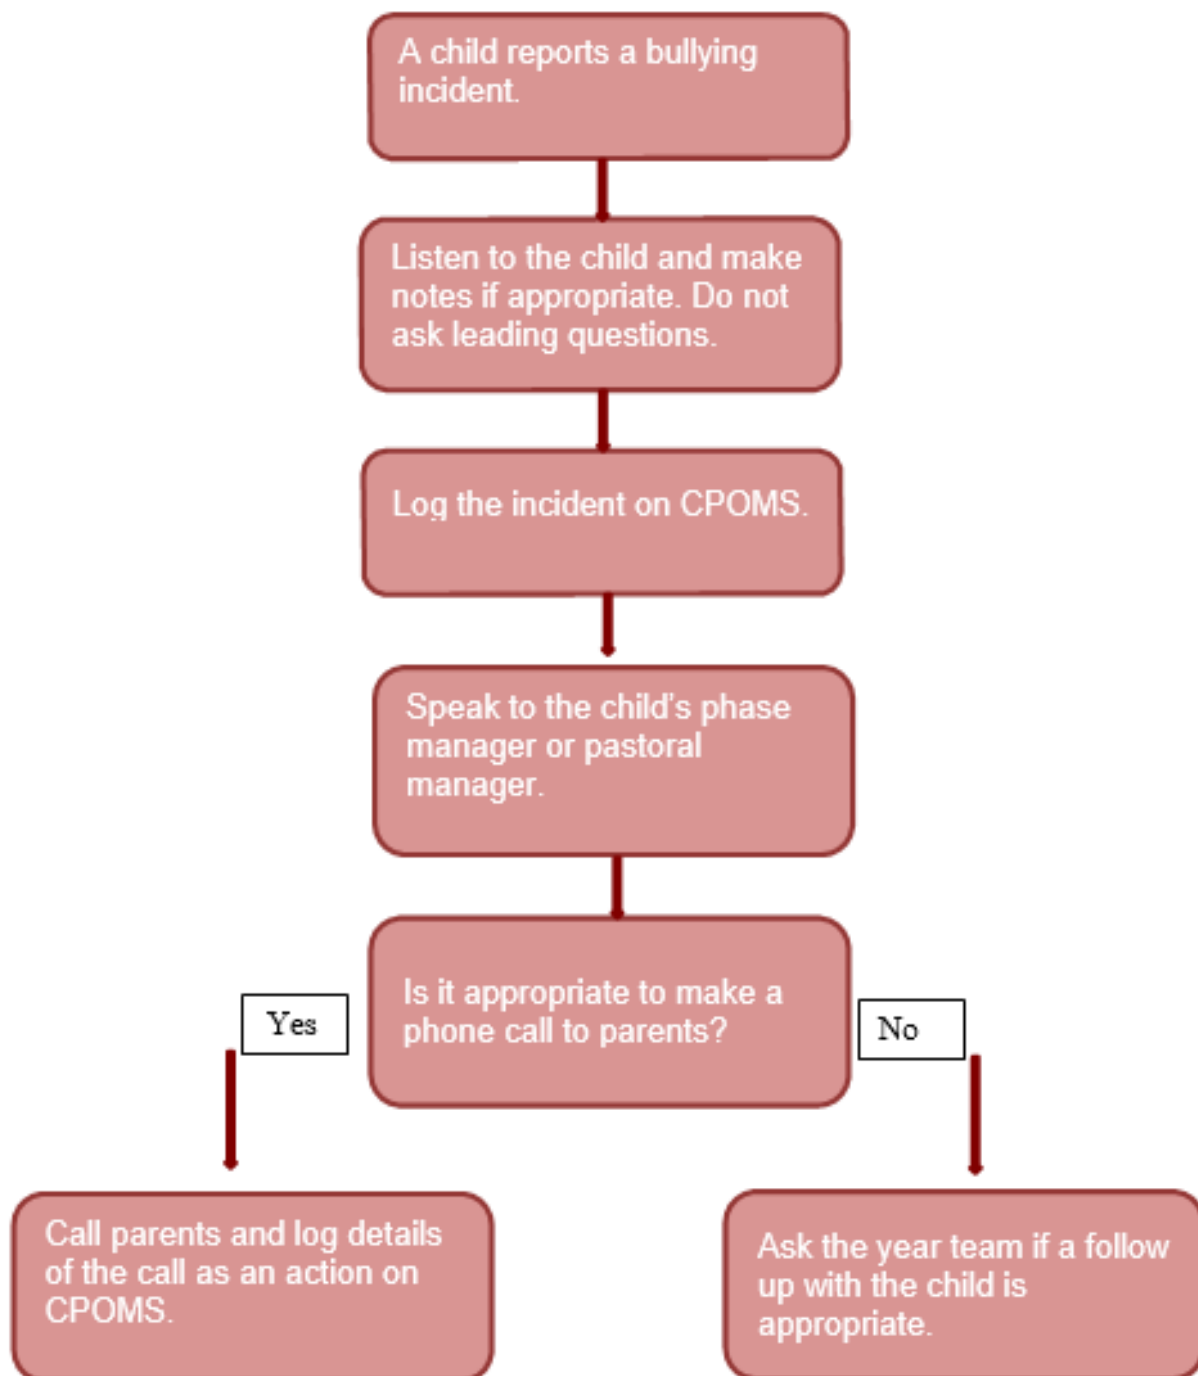 A child reports a bullying
incident.
Listen to the child and make
notes if appropriate. Do not
ask leading questions.
Log the incident on CPOMS.
Speak to the child's phase
manager or pastoral
manager.
Is it appropriate to make a
phone call to parents?
Yes
No
Call parents and log details
of the call as an action on
CPOMS.
Ask the year team if a follow
up with the child is
appropriate.